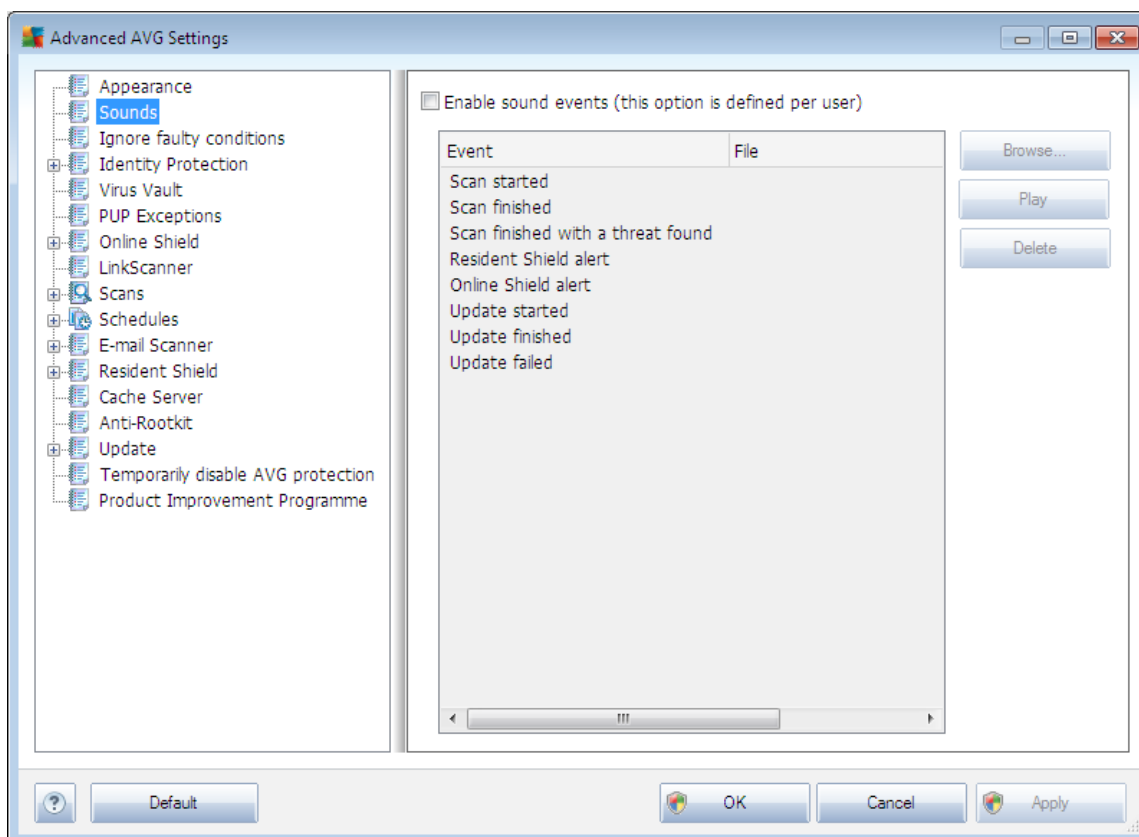 Advanced AVG Settings
Appearance
Sounds
Ignore faulty conditions
Identity Protection
Virus Vault
PUP Exceptions
Online Shield
LinkScanner
Scans
Schedules
E-mail Scanner
Resident Shield
Cache Server
Anti-Rootkit
Update
Temporarily disable AVG protection
Product Improvement Programme
Enable sound events (this option is defined per user)
Event File
Scan started
Scan finished
Scan finished with a threat found
Resident Shield alert
Online Shield alert
Update started
Update finished
Update failed
Browse...
Play
Delete
? Default OK Cancel Apply